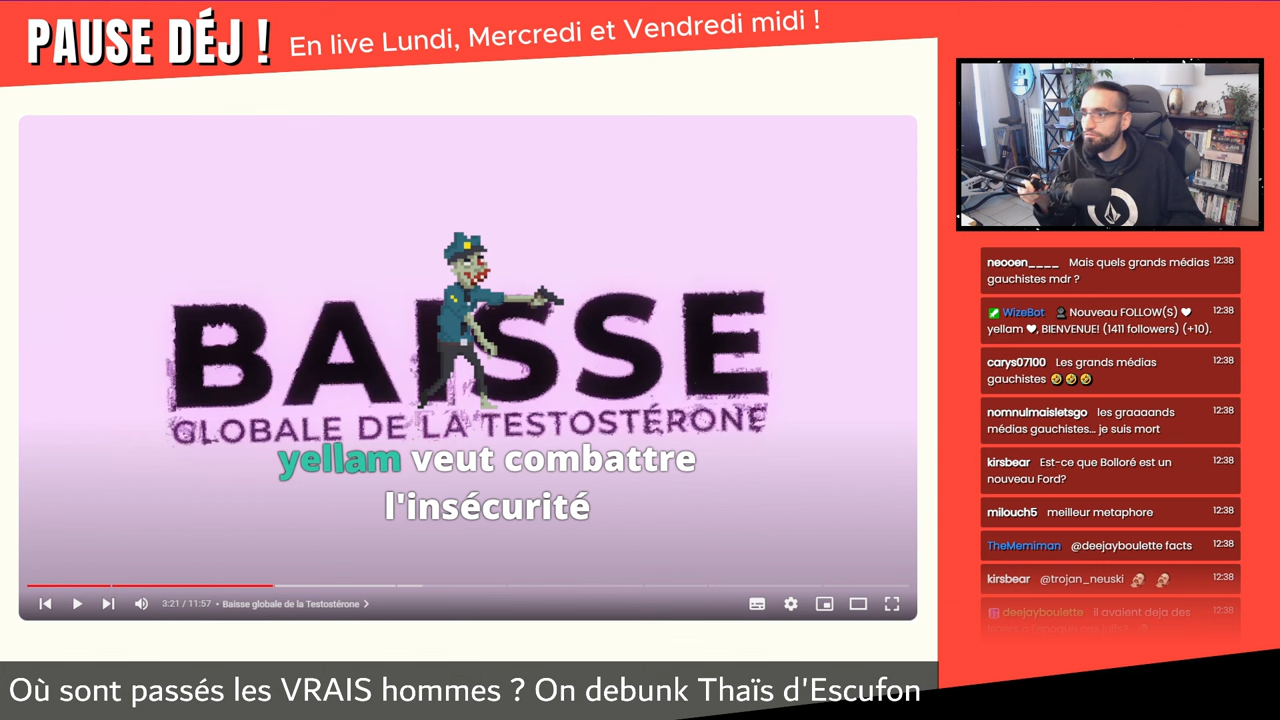 PAUSE DÉJ !
En live Lundi, Mercredi et Vendredi midi !
BAISSE
GLOBALE DE LA TESTOSTÉRONE
yellam veut combattre
l'insécurité
3:21 / 11:57 • Baisse globale de la Testostérone
neooen____ Mais quels grands médias 12:38
gauchistes mdr ?
WizeBot Nouveau FOLLOW(S) 12:38
yellam , BIENVENUE! (1411 followers) (+10).
carys07100 Les grands médias 12:38
gauchistes 🤣🤣🤣
nomnulmaisletsgo les graaaands 12:38
médias gauchistes... je suis mort
kirsbear Est-ce que Bolloré est un 12:38
nouveau Ford?
milouch5 meilleur metaphore 12:38
TheMemiman @deejayboulette facts 12:38
kirsbear @trojan_neuski 12:38
deejayboulette il avaient deja des 12:38
Où sont passés les VRAIS hommes ? On debunk Thaïs d'Escufon